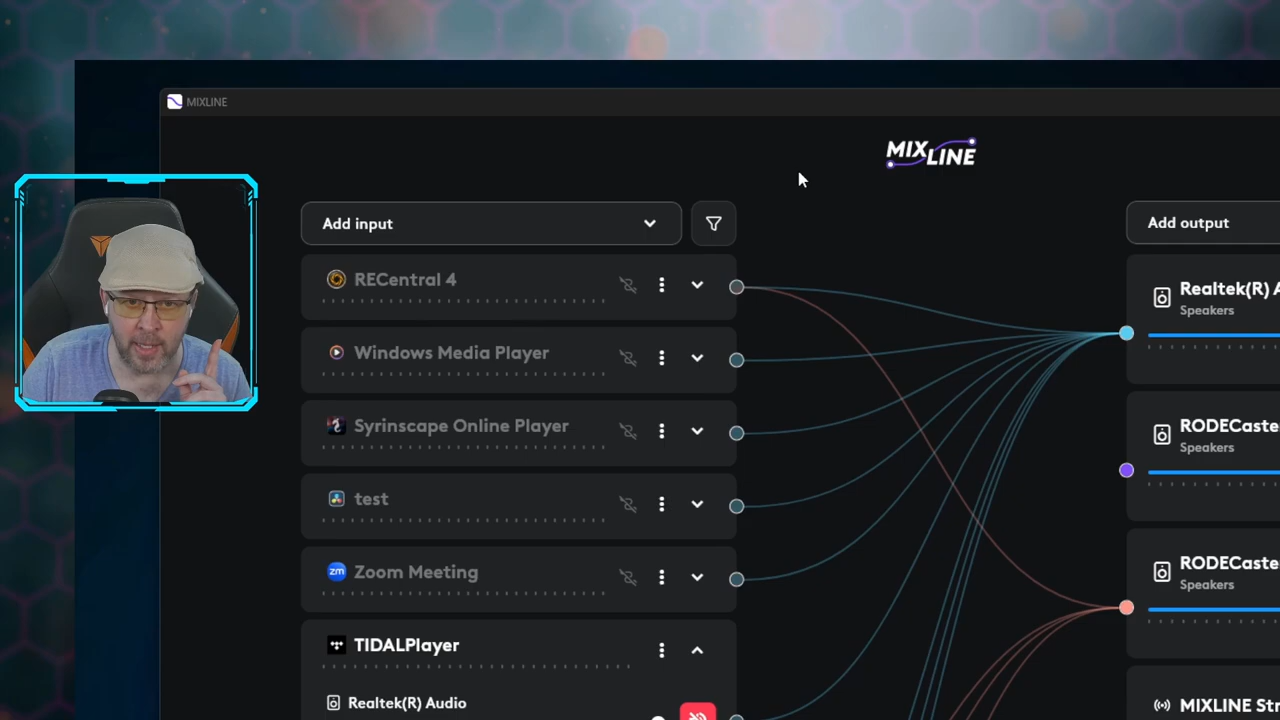 MIXLINE
MIXLINE
Add input
Add output
RECentral 4
Realtek(R) A
Speakers
Windows Media Player
Syrinscape Online Player
RODECaste
Speakers
test
Zoom Meeting
zm
RODECaste
Speakers
TIDALPlayer
Realtek(R) Audio
MIXLINE Str